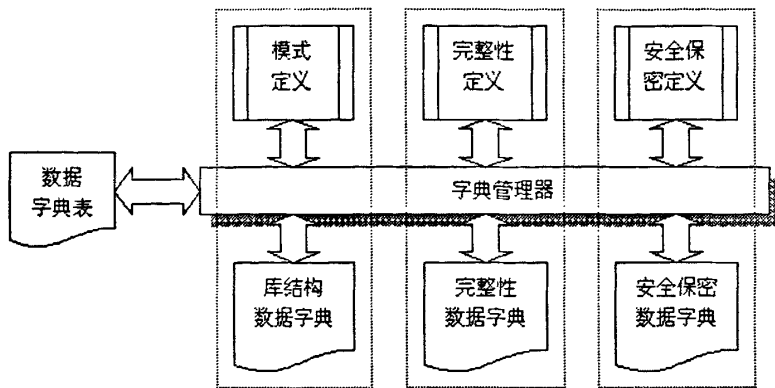 模式
定义
完整性
定义
安全保
密定义
数据
字典表
字典管理器
库结构
数据字典
完整性
数据字典
安全保密
数据字典